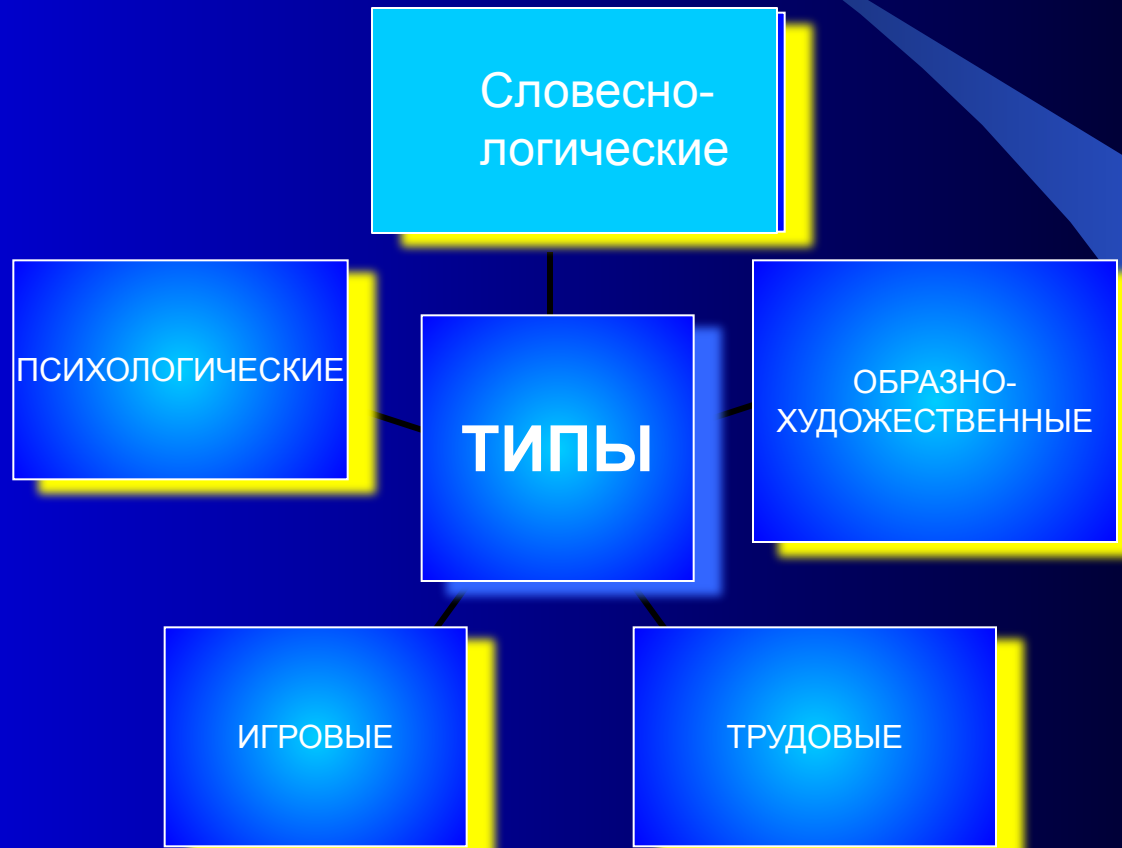 Словесно-
логические
ПСИХОЛОГИЧЕСКИЕ
ОБРАЗНО-
ХУДОЖЕСТВЕННЫЕ
ТИПЫ
ИГРОВЫЕ
ТРУДОВЫЕ